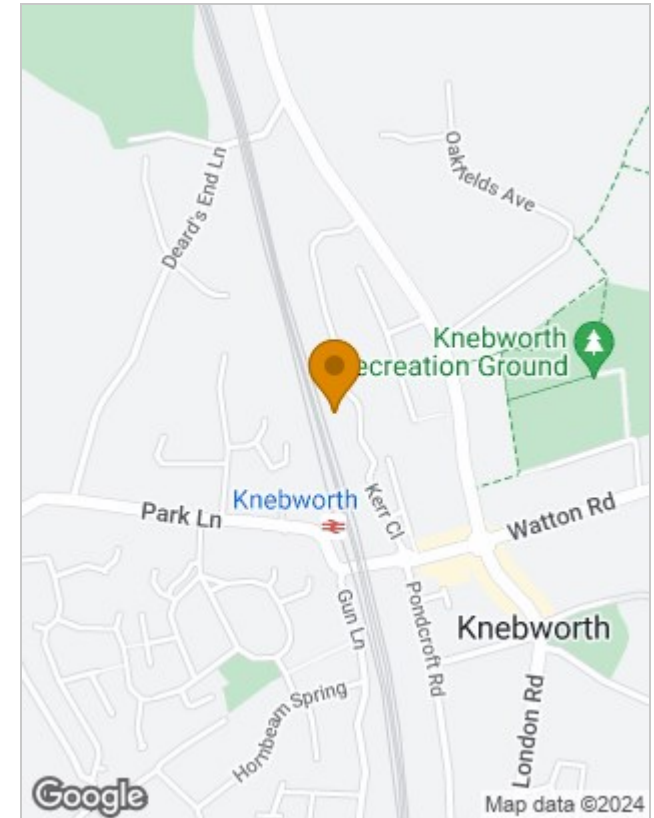 Deard's End Ln
Oakfields Ave
Knebworth
ecreation Ground
Knebworth
Park Ln
Kerr Cl
Watton Rd
Gun Ln
Pondcroft Rd
Knebworth
Hornbeam Spring
London Rd
Google
Map data ©2024